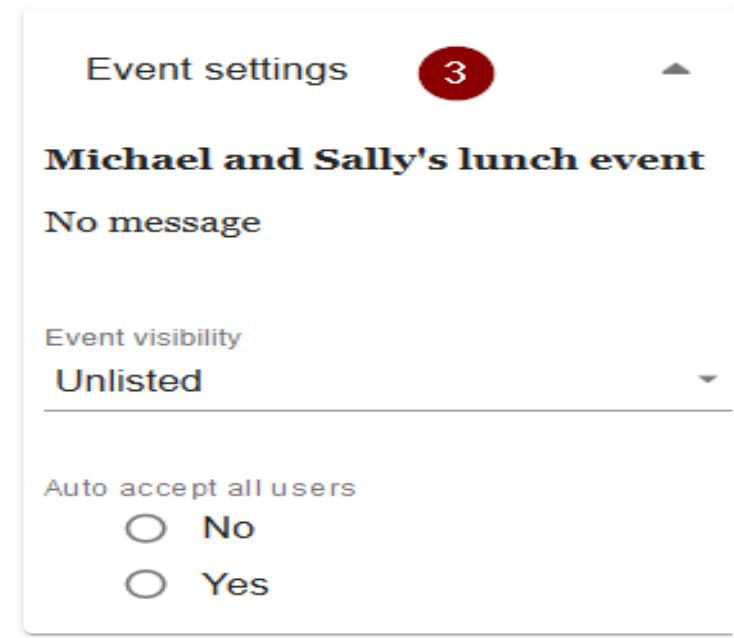 Event settings 3
Michael and Sally's lunch event
No message
Event visibility
Unlisted
Auto accept all users
No
Yes